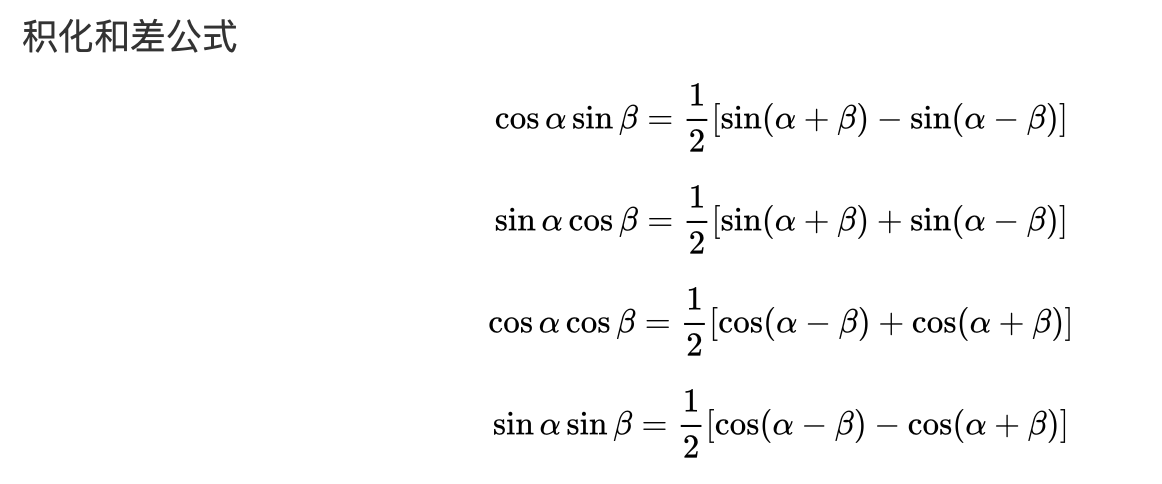 积化和差公式
cos α sin β = 1/2 [sin(α + β) − sin(α − β)]
sin α cos β = 1/2 [sin(α + β) + sin(α − β)]
cos α cos β = 1/2 [cos(α − β) + cos(α + β)]
sin α sin β = 1/2 [cos(α − β) − cos(α + β)]